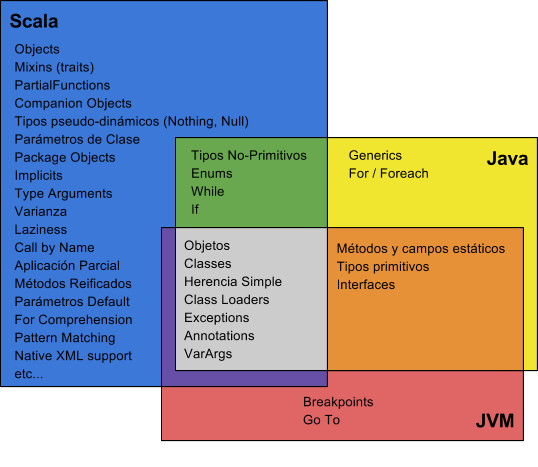 Scala
Objects
Mixins (traits)
PartialFunctions
Companion Objects
Tipos pseudo-dinámicos (Nothing, Null)
Parámetros de Clase
Package Objects
Implicits
Type Arguments
Varianza
Laziness
Call by Name
Aplicación Parcial
Métodos Reificados
Parámetros Default
For Comprehension
Pattern Matching
Native XML support
etc...
Tipos No-Primitivos
Enums
While
If
Generics
For / Foreach
Java
Objetos
Classes
Herencia Simple
Class Loaders
Exceptions
Annotations
VarArgs
Métodos y campos estáticos
Tipos primitivos
Interfaces
Breakpoints
Go To
JVM